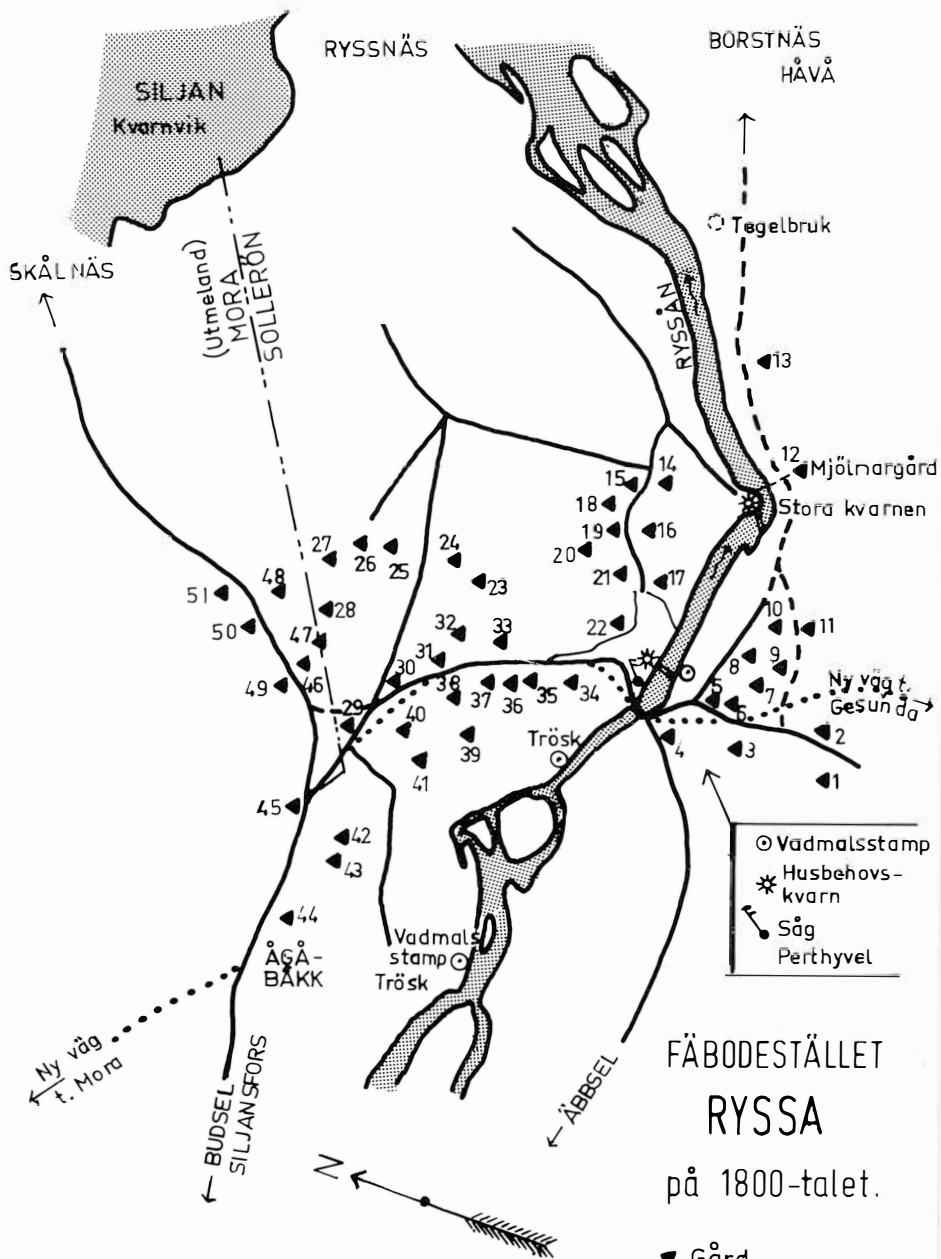 RYSSNÄS
BORSTNÄS
HÅVÅ
SILJAN
Kvarnvik
Tegelbruk
SKÅLNÄS
(Utmeland)
MORA
SOLLERÖN
RYSSÅN
13
12
Mjölnargård
Stora kvarnen
15
14
18
19
16
20
21
17
22
27
26
25
24
23
48
51
28
50
47
46
49
32
33
31
30
38
37
36
35
34
29
40
39
41
10
11
8
9
7
5
6
Ny väg t.
Gesunda
2
4
3
1
Trösk
45
42
43
44
ÅGÅ-
BÅKK
Vadmals
stamp
Trösk
Vadmalsstamp
Husbehovs-
kvarn
Såg
Perthyvel
Ny väg
t. Mora
BUDSEL
SILJANSFORS
ÄBBSEL
N
FÄBODESTÄLLET
RYSSA
på 1800-talet.
Gård